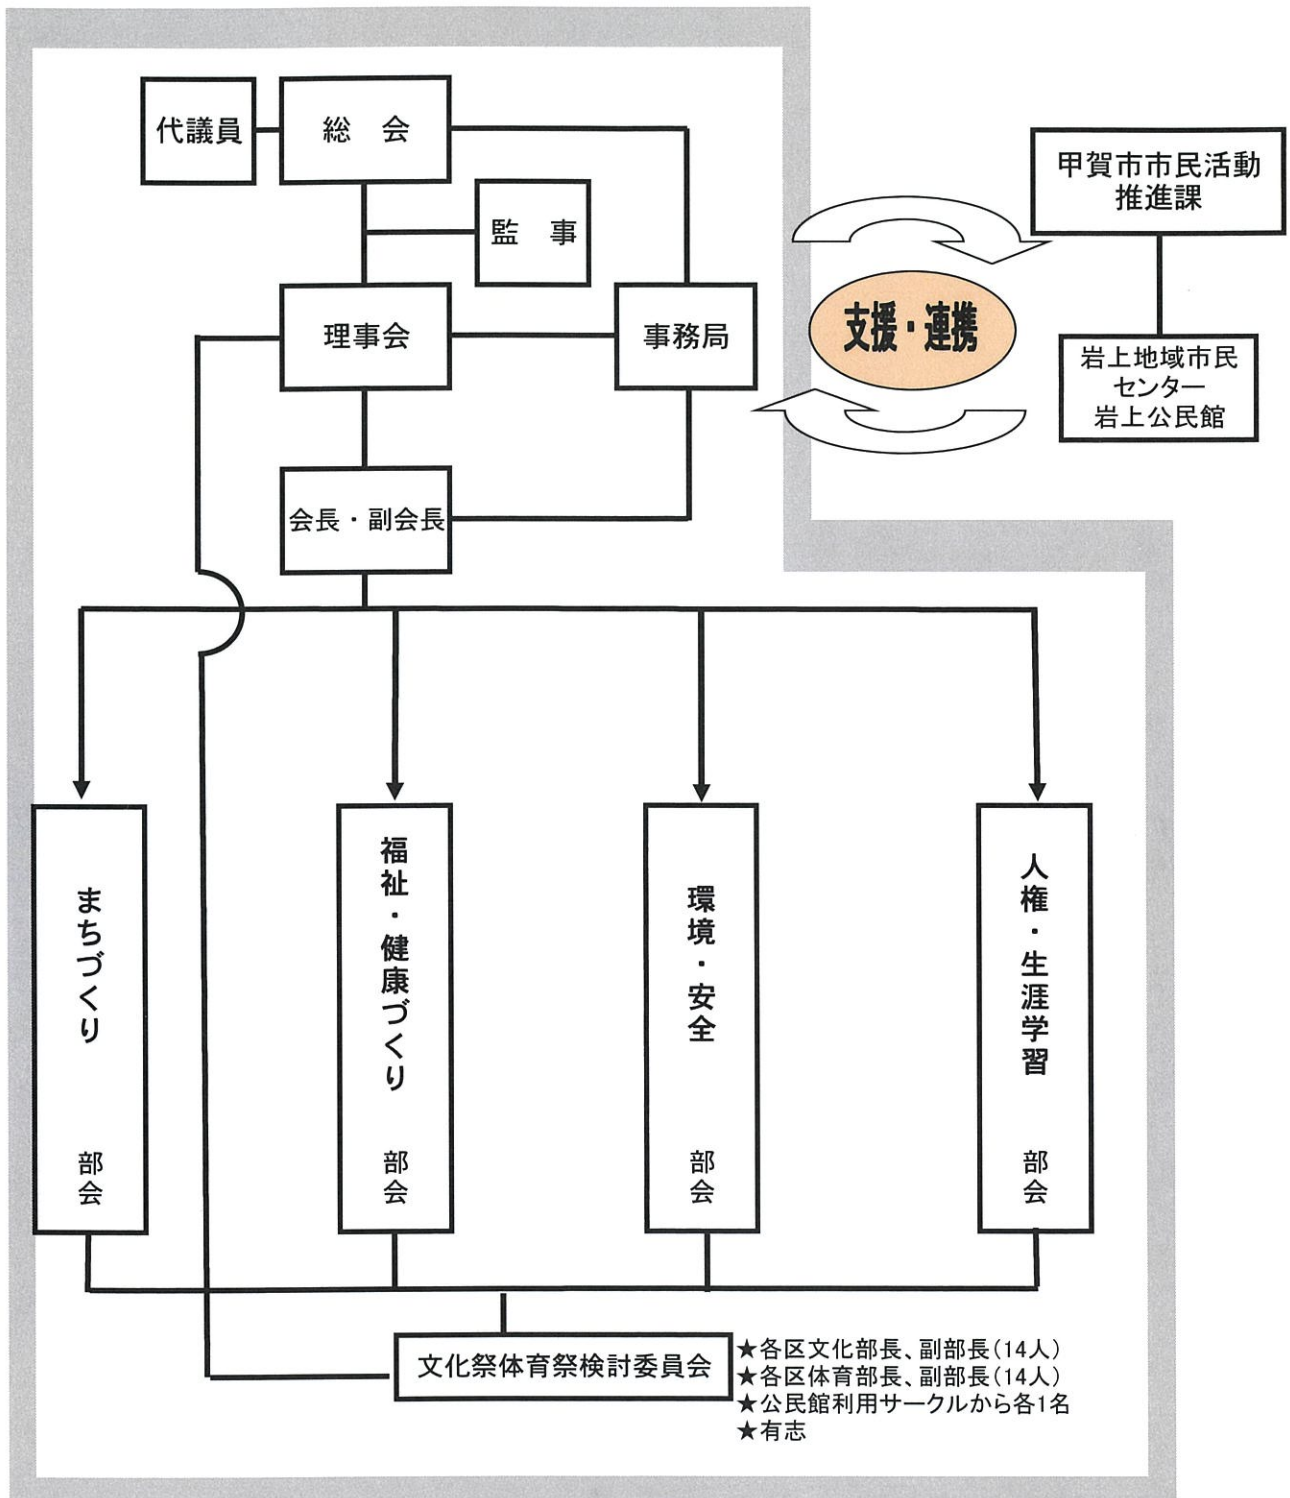 代議員
総　会
監　事
理事会
事務局
会長・副会長
支援・連携
甲賀市市民活動
推進課
岩上地域市民
センター
岩上公民館
まちづくり　部会
福祉・健康づくり　部会
環境・安全　部会
人権・生涯学習　部会
文化祭体育祭検討委員会
★各区文化部長、副部長(14人)
★各区体育部長、副部長(14人)
★公民館利用サークルから各1名
★有志